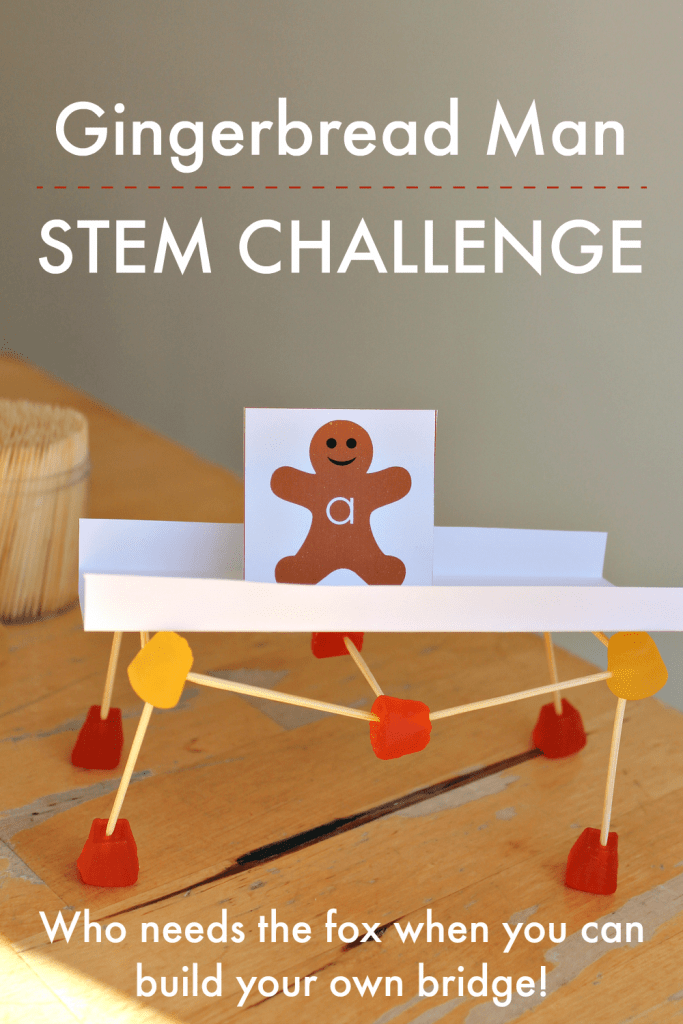 Gingerbread Man
STEM CHALLENGE
a
Who needs the fox when you can
build your own bridge!